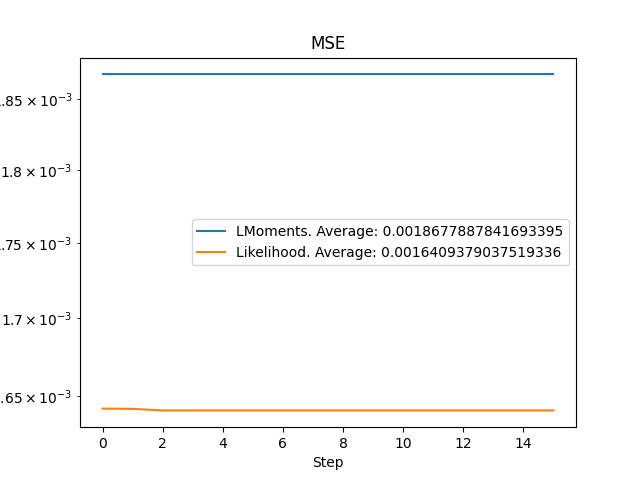 MSE
.85 × 10⁻³
1.8 × 10⁻³
.75 × 10⁻³
1.7 × 10⁻³
.65 × 10⁻³
LMoments. Average: 0.0018677887841693395
Likelihood. Average: 0.0016409379037519336
0 2 4 6 8 10 12 14
Step